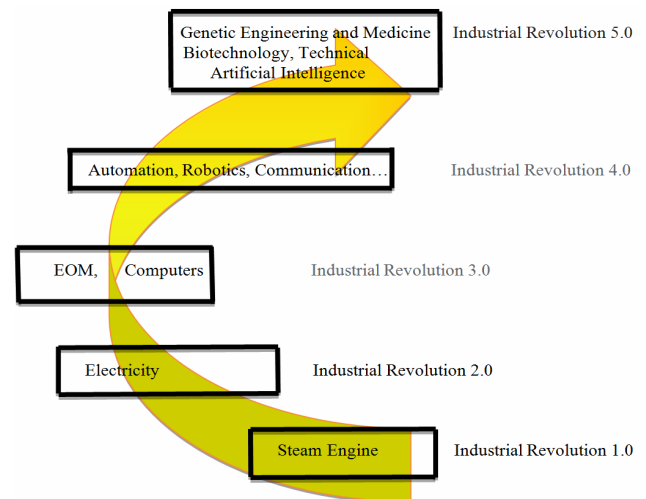 Genetic Engineering and Medicine
Biotechnology, Technical
Artificial Intelligence
Industrial Revolution 5.0
Automation, Robotics, Communication…
Industrial Revolution 4.0
EOM, Computers
Industrial Revolution 3.0
Electricity
Industrial Revolution 2.0
Steam Engine
Industrial Revolution 1.0